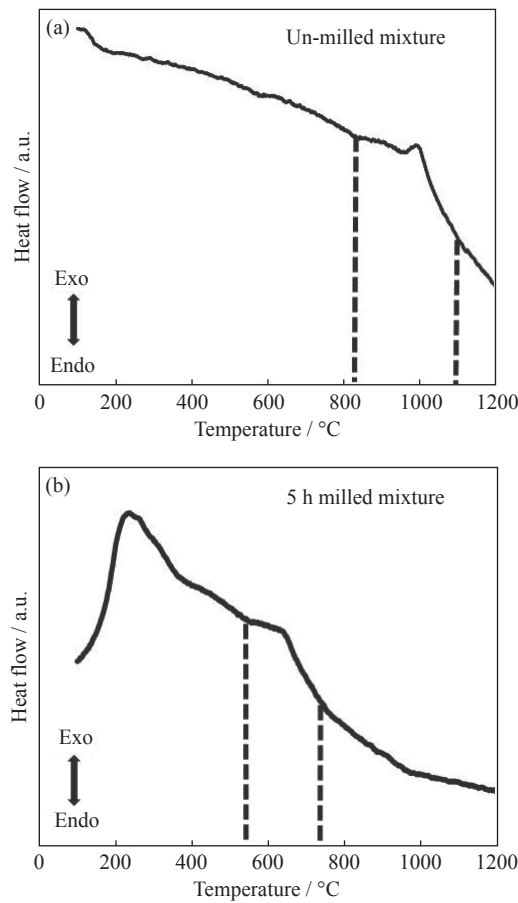 (a)
Un-milled mixture
Heat flow / a.u.
Exo
Endo
0 200 400 600 800 1000 1200
Temperature / °C
(b)
5 h milled mixture
Heat flow / a.u.
Exo
Endo
0 200 400 600 800 1000 1200
Temperature / °C